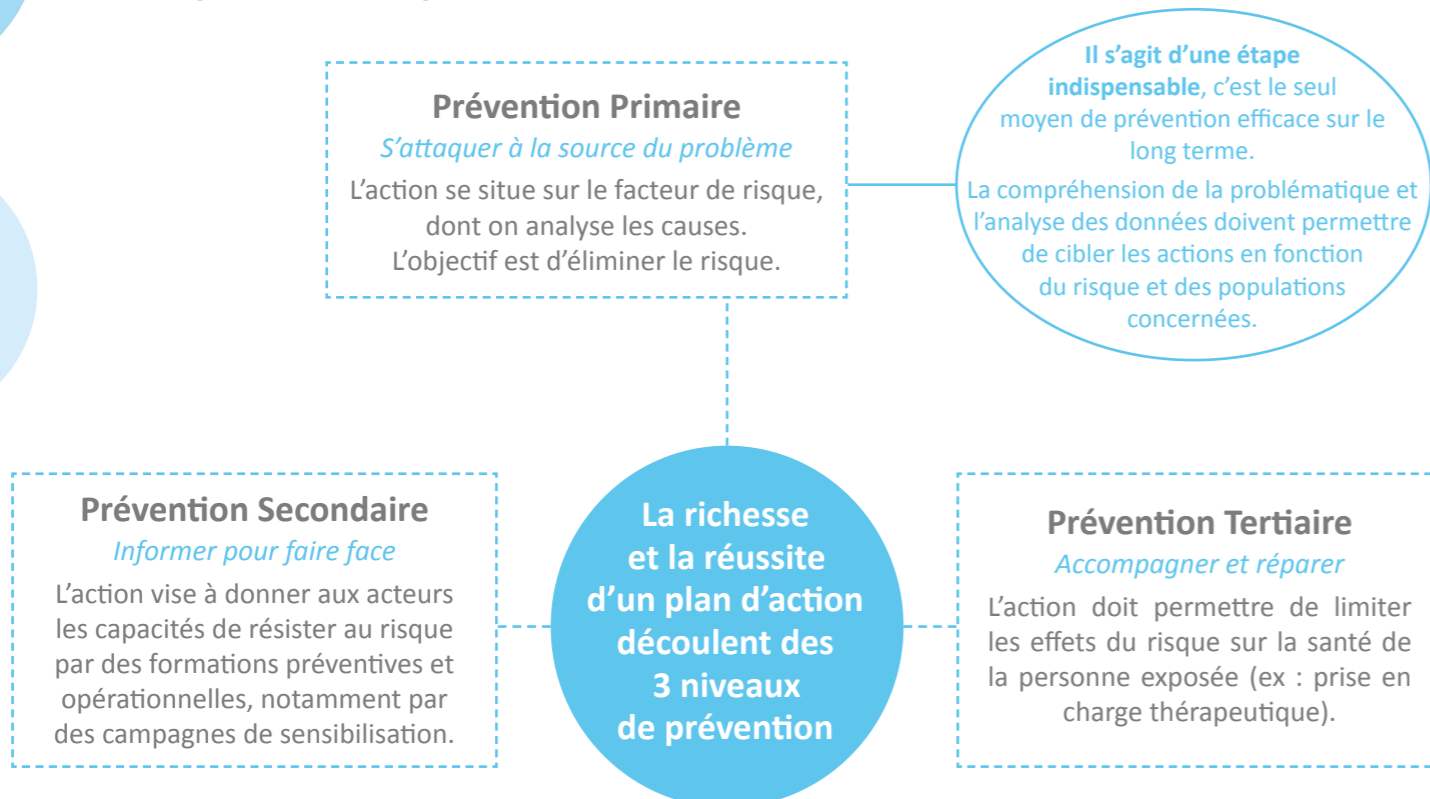 Prévention Primaire
S'attaquer à la source du problème
L'action se situe sur le facteur de risque,
dont on analyse les causes.
L'objectif est d'éliminer le risque.
Il s'agit d'une étape
indispensable, c'est le seul
moyen de prévention efficace sur le
long terme.
La compréhension de la problématique et
l'analyse des données doivent permettre
de cibler les actions en fonction
du risque et des populations
concernées.
Prévention Secondaire
Informer pour faire face
L'action vise à donner aux acteurs
les capacités de résister au risque
par des formations préventives et
opérationnelles, notamment par
des campagnes de sensibilisation.
La richesse
et la réussite
d'un plan d'action
découlent des
3 niveaux
de prévention
Prévention Tertiaire
Accompagner et réparer
L'action doit permettre de limiter
les effets du risque sur la santé de
la personne exposée (ex : prise en
charge thérapeutique).